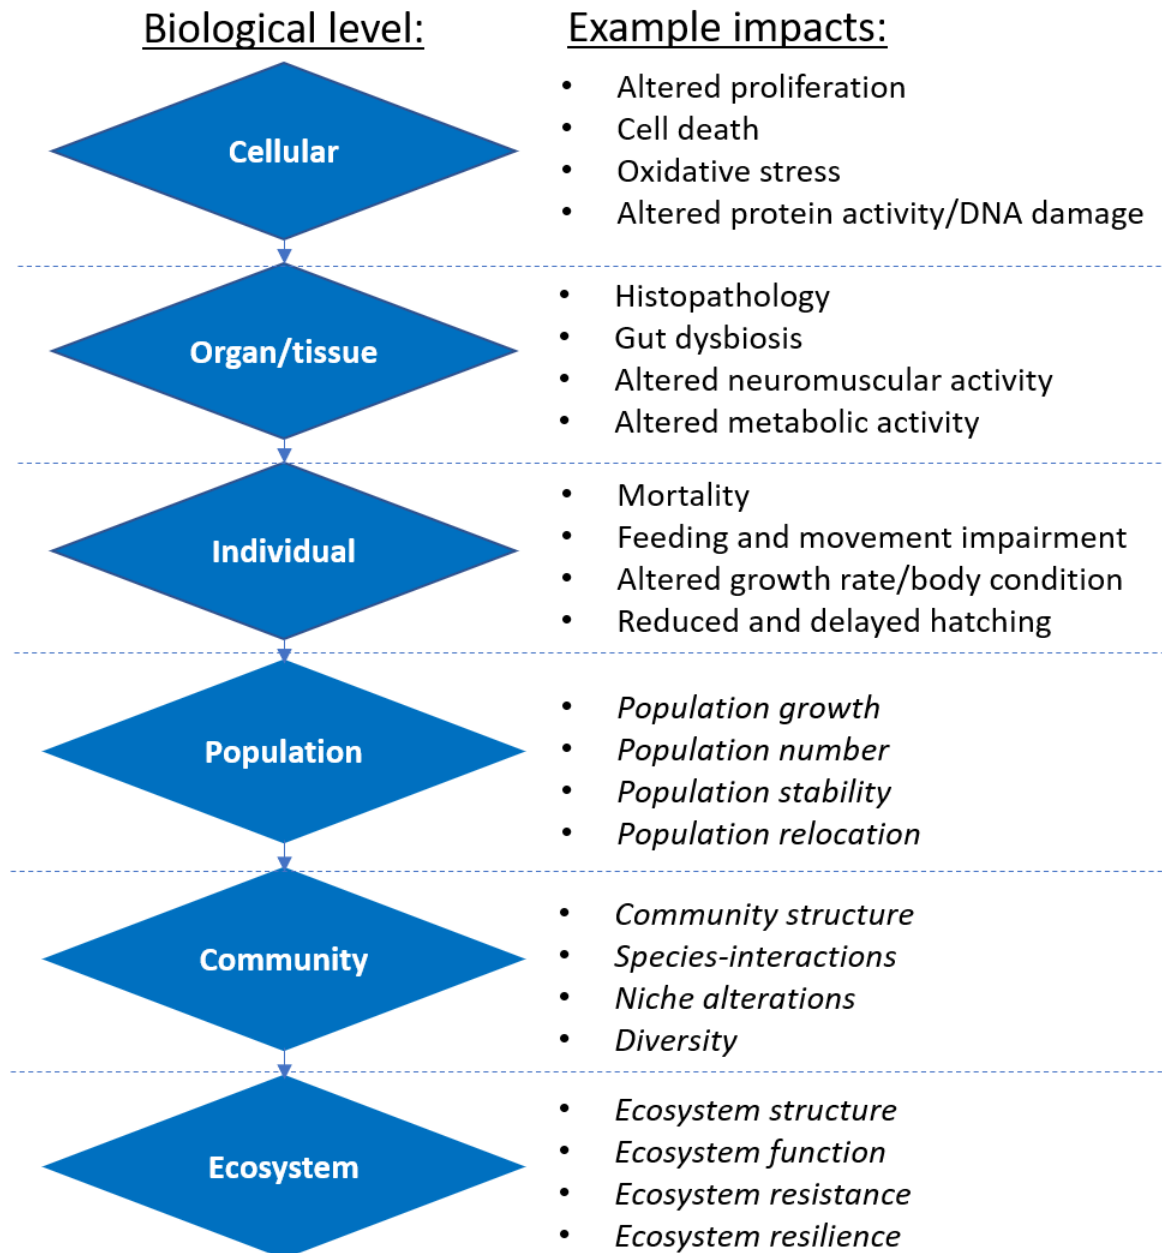 Biological level:
Example impacts:
Cellular
• Altered proliferation
• Cell death
• Oxidative stress
• Altered protein activity/DNA damage
Organ/tissue
• Histopathology
• Gut dysbiosis
• Altered neuromuscular activity
• Altered metabolic activity
Individual
• Mortality
• Feeding and movement impairment
• Altered growth rate/body condition
• Reduced and delayed hatching
Population
• Population growth
• Population number
• Population stability
• Population relocation
Community
• Community structure
• Species-interactions
• Niche alterations
• Diversity
Ecosystem
• Ecosystem structure
• Ecosystem function
• Ecosystem resistance
• Ecosystem resilience